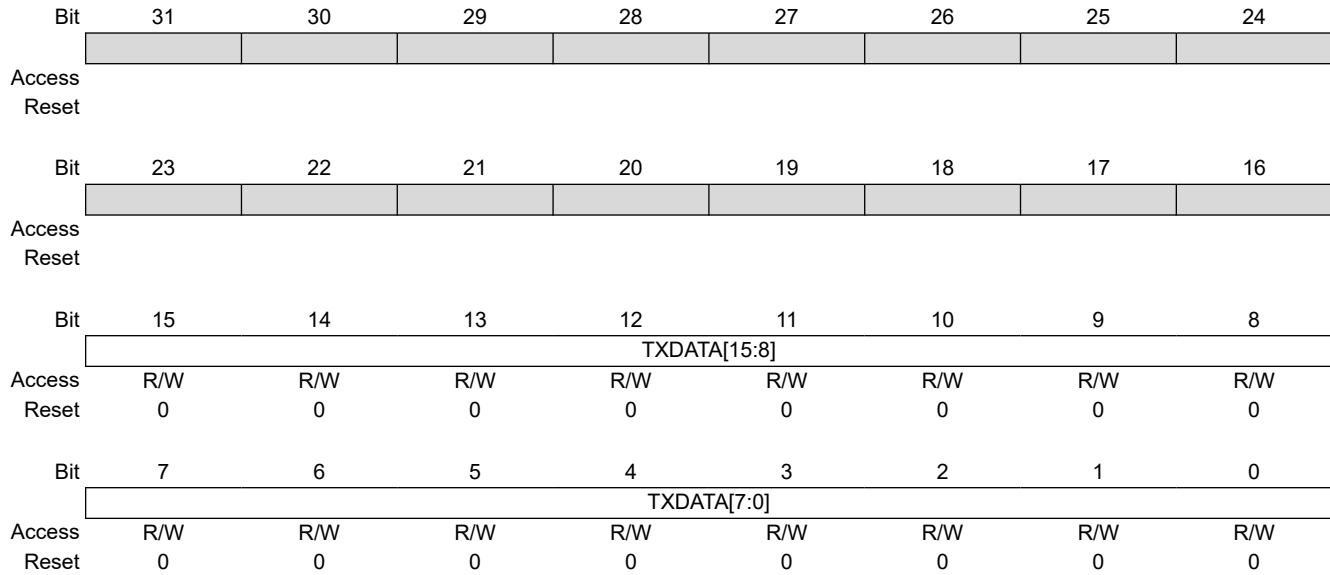 Bit 31 30 29 28 27 26 25 24
Access
Reset
Bit 23 22 21 20 19 18 17 16
Access
Reset
Bit 15 14 13 12 11 10 9 8
TXDATA[15:8]
Access R/W R/W R/W R/W R/W R/W R/W R/W
Reset 0 0 0 0 0 0 0 0
Bit 7 6 5 4 3 2 1 0
TXDATA[7:0]
Access R/W R/W R/W R/W R/W R/W R/W R/W
Reset 0 0 0 0 0 0 0 0